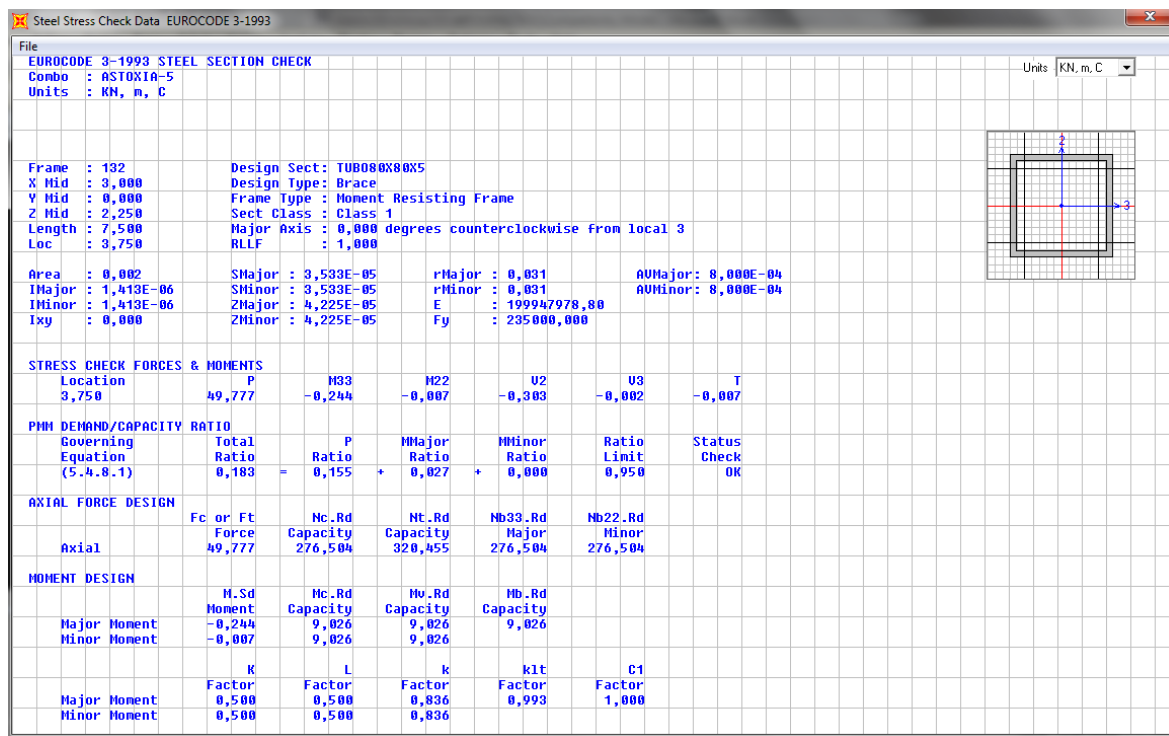 Steel Stress Check Data EUROCODE 3-1993
File
EUROCODE 3-1993 STEEL SECTION CHECK
Combo : ASTOXIA-5
Units : KN, m, C
Units KN, m, C
2
3
Frame : 132 Design Sect: TUBO80X80X5
X Mid : 3,000 Design Type: Brace
Y Mid : 0,000 Frame Type : Moment Resisting Frame
Z Mid : 2,250 Sect Class : Class 1
Length : 7,500 Major Axis : 0,000 degrees counterclockwise from local 3
Loc : 3,750 RLLF : 1,000
Area : 0,002 SMajor : 3,533E-05 rMajor : 0,031 AVMajor: 8,000E-04
IMajor : 1,413E-06 SMinor : 3,533E-05 rMinor : 0,031 AVMinor: 8,000E-04
IMinor : 1,413E-06 ZMajor : 4,225E-05 E : 199947978,80
Ixy : 0,000 ZMinor : 4,225E-05 Fy : 235000,000
STRESS CHECK FORCES & MOMENTS
Location P M33 M22 V2 V3 T
3,750 49,777 -0,244 -0,007 -0,303 -0,002 -0,007
PMM DEMAND/CAPACITY RATIO
Governing Total P MMajor MMinor Ratio Status
Equation Ratio Ratio Ratio Ratio Limit Check
(5.4.8.1) 0,183 = 0,155 + 0,027 + 0,000 0,950 OK
AXIAL FORCE DESIGN
Fc or Ft Nc.Rd Nt.Rd Nb33.Rd Nb22.Rd
Force Capacity Capacity Major Minor
Axial 49,777 276,504 320,455 276,504 276,504
MOMENT DESIGN
M.Sd Mc.Rd Mv.Rd Mb.Rd
Moment Capacity Capacity Capacity
Major Moment -0,244 9,026 9,026 9,026
Minor Moment -0,007 9,026 9,026
K L k klt C1
Factor Factor Factor Factor Factor
Major Moment 0,500 0,500 0,836 0,993 1,000
Minor Moment 0,500 0,500 0,836